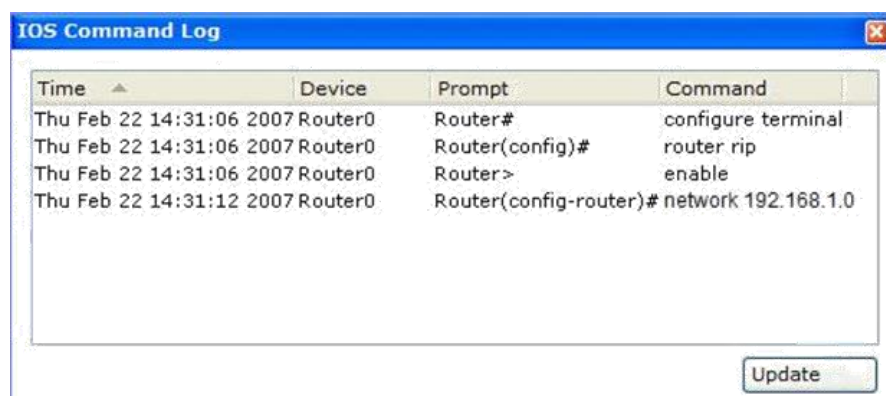 IOS Command Log
Time Device Prompt Command
Thu Feb 22 14:31:06 2007 Router0 Router# configure terminal
Thu Feb 22 14:31:06 2007 Router0 Router(config)# router rip
Thu Feb 22 14:31:06 2007 Router0 Router> enable
Thu Feb 22 14:31:12 2007 Router0 Router(config-router)# network 192.168.1.0
Update